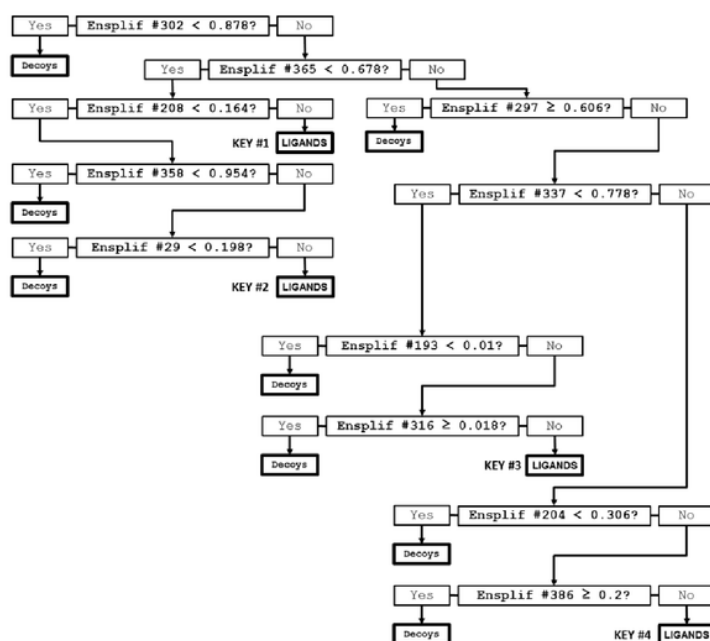 Yes Ensplif #302 < 0.878? No
Decoys
Yes Ensplif #365 < 0.678? No
Yes Ensplif #208 < 0.164? No
Yes Ensplif #297 ≥ 0.606? No
KEY #1 LIGANDS
Decoys
Yes Ensplif #358 < 0.954? No
Decoys
Yes Ensplif #337 < 0.778? No
Yes Ensplif #29 < 0.198? No
Decoys
KEY #2 LIGANDS
Yes Ensplif #193 < 0.01? No
Decoys
Yes Ensplif #316 ≥ 0.018? No
Decoys
KEY #3 LIGANDS
Yes Ensplif #204 < 0.306? No
Decoys
Yes Ensplif #386 ≥ 0.2? No
Decoys
KEY #4 LIGANDS